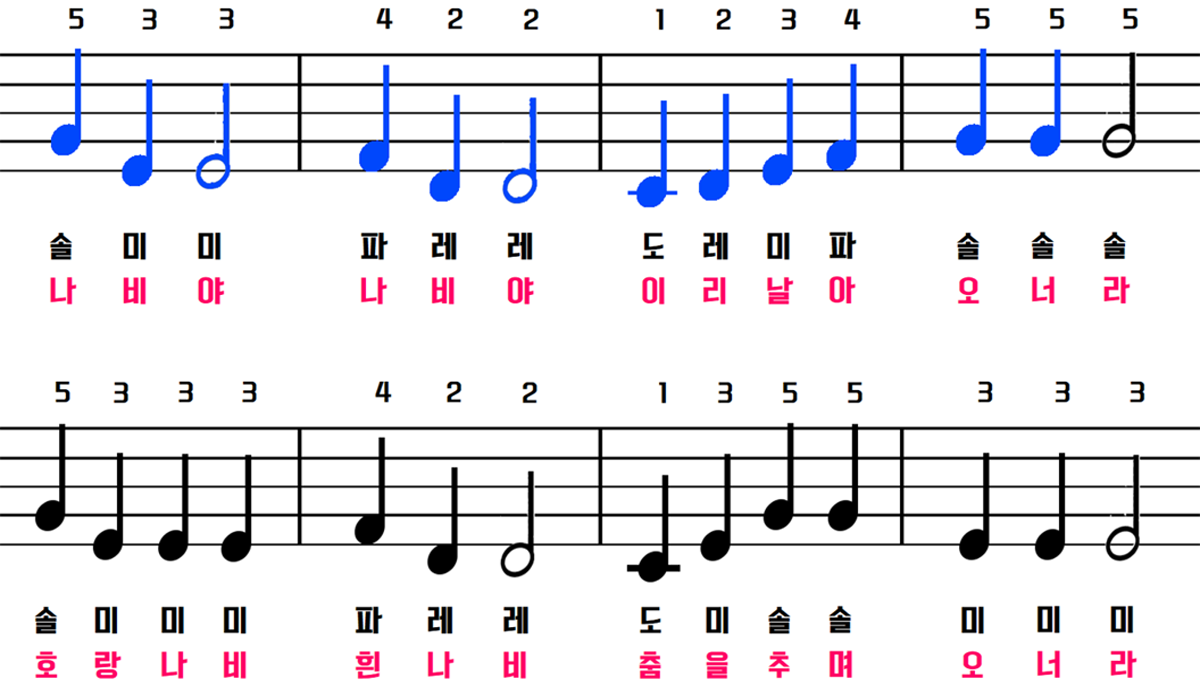 5 3 3 4 2 2 1 2 3 4 5 5 5
솔 미 미 파 레 레 도 레 미 파 솔 솔 솔
나 비 야 나 비 야 이 리 날 아 오 너 라
5 3 3 3 4 2 2 1 3 5 5 3 3 3
솔 미 미 미 파 레 레 도 미 솔 솔 미 미 미
호 랑 나 비 흰 나 비 춤 을 추 며 오 너 라